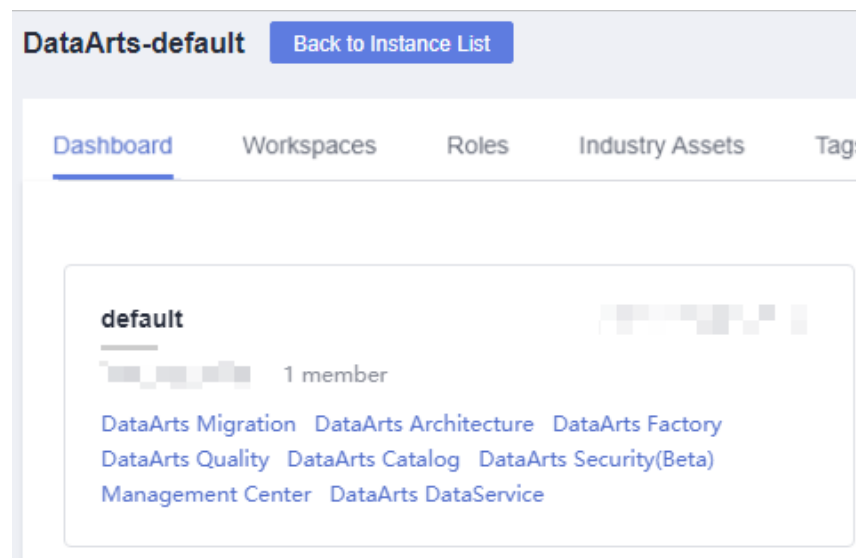 DataArts-default Back to Instance List
Dashboard Workspaces Roles Industry Assets
default
1 member
DataArts Migration DataArts Architecture DataArts Factory
DataArts Quality DataArts Catalog DataArts Security(Beta)
Management Center DataArts DataService